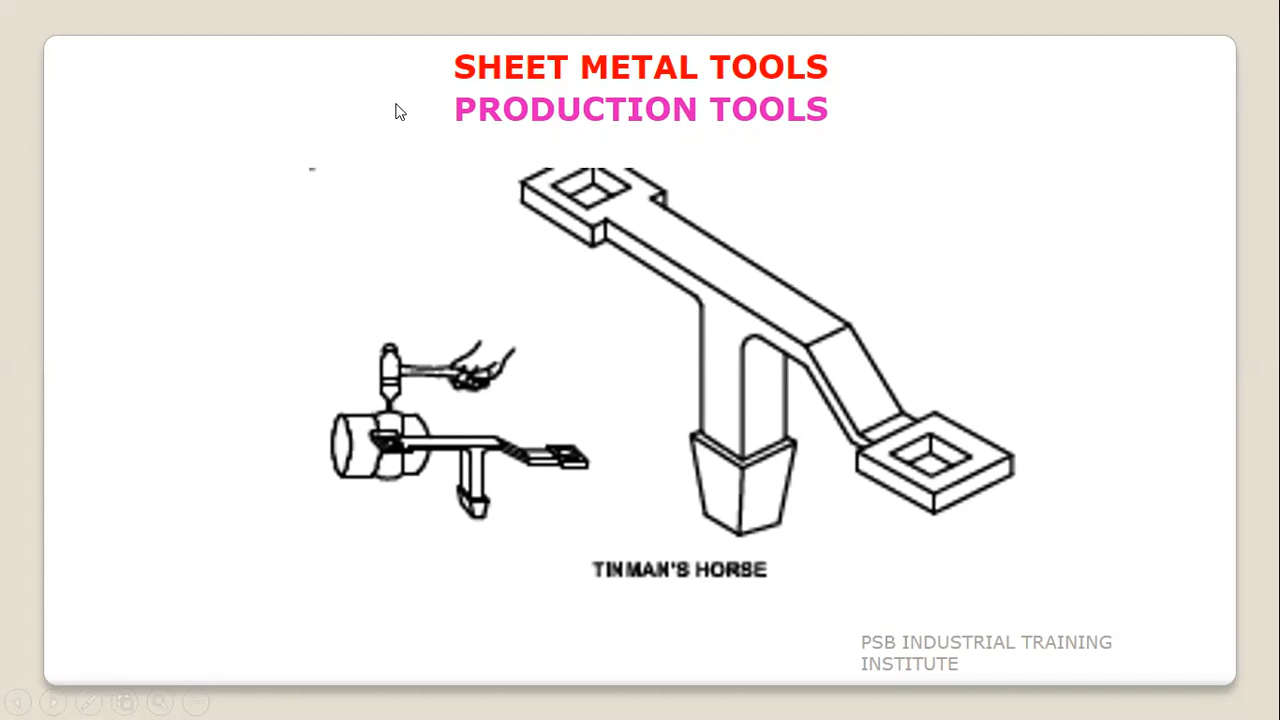 SHEET METAL TOOLS
PRODUCTION TOOLS
TINMAN'S HORSE
PSB INDUSTRIAL TRAINING
INSTITUTE